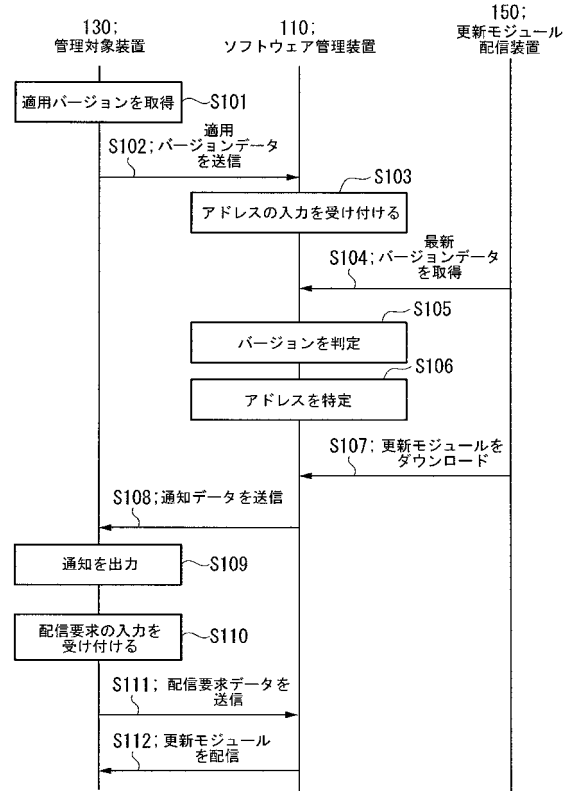 130;
管理対象装置
110;
ソフトウェア管理装置
150;
更新モジュール
配信装置
適用バージョンを取得
S101
適用
S102;バージョンデータ
を送信
S103
アドレスの入力を受け付ける
最新
S104;バージョンデータ
を取得
S105
バージョンを判定
S106
アドレスを特定
S107;更新モジュールを
ダウンロード
S108;通知データを送信
通知を出力
S109
配信要求の入力を
受け付ける
S110
S111;配信要求データを
送信
S112;更新モジュール
を配信